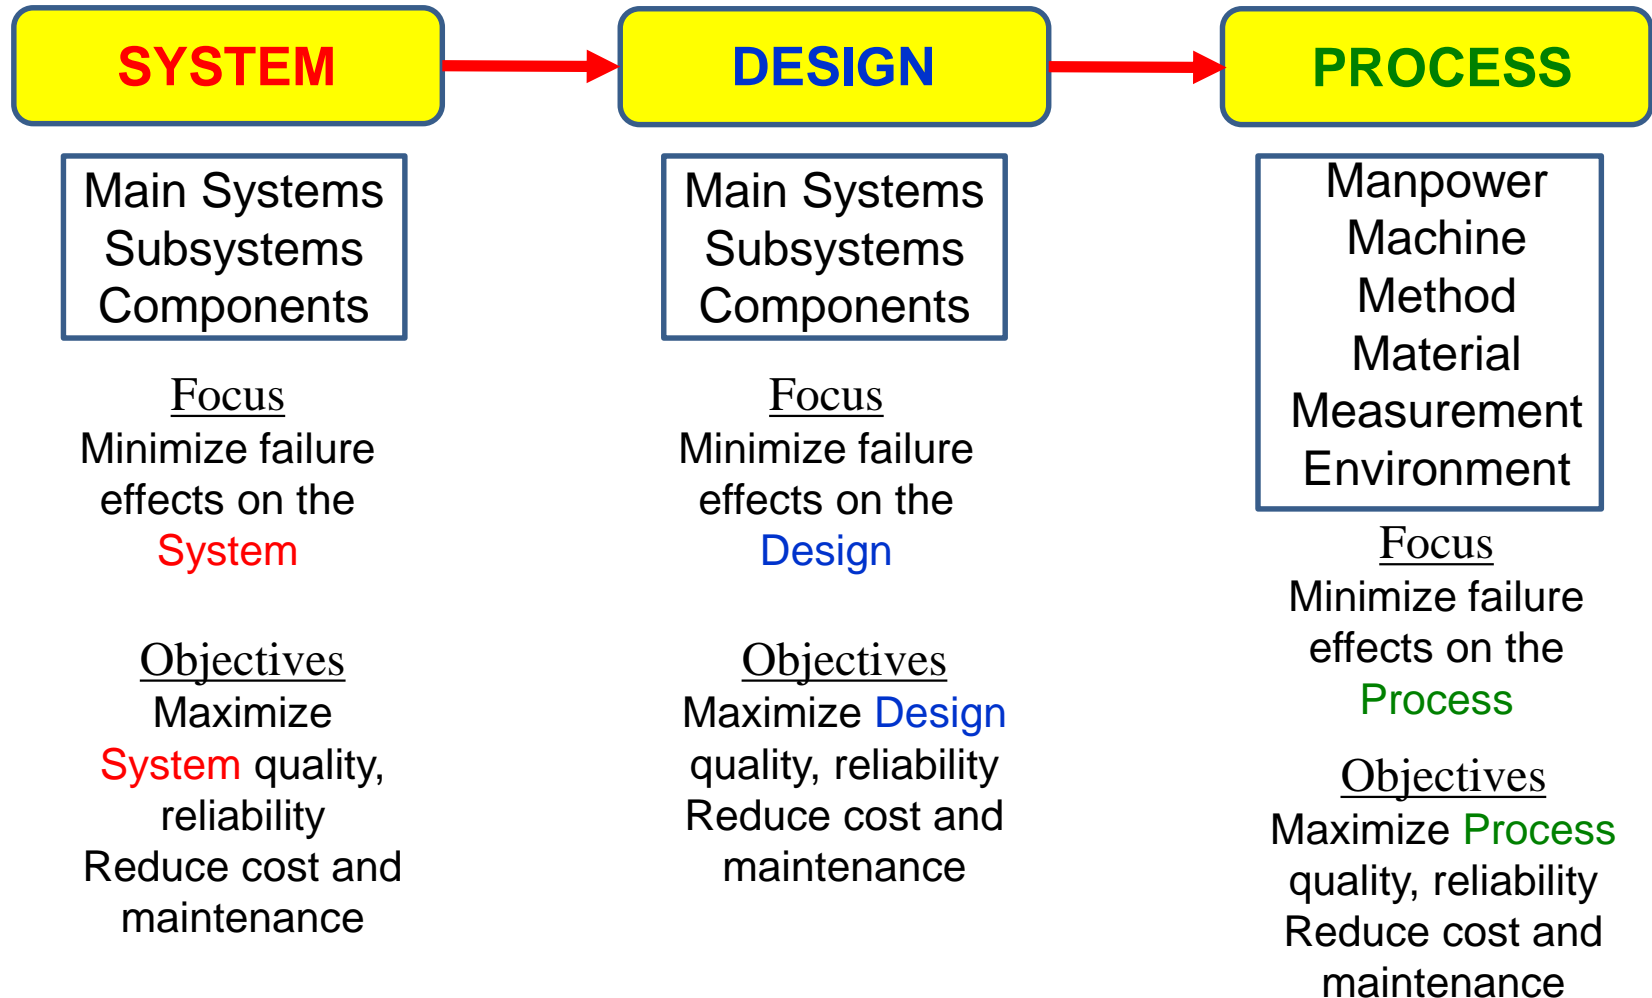 SYSTEM
Main Systems
Subsystems
Components
Focus
Minimize failure
effects on the
System
Objectives
Maximize
System quality,
reliability
Reduce cost and
maintenance
DESIGN
Main Systems
Subsystems
Components
Focus
Minimize failure
effects on the
Design
Objectives
Maximize Design
quality, reliability
Reduce cost and
maintenance
PROCESS
Manpower
Machine
Method
Material
Measurement
Environment
Focus
Minimize failure
effects on the
Process
Objectives
Maximize Process
quality, reliability
Reduce cost and
maintenance